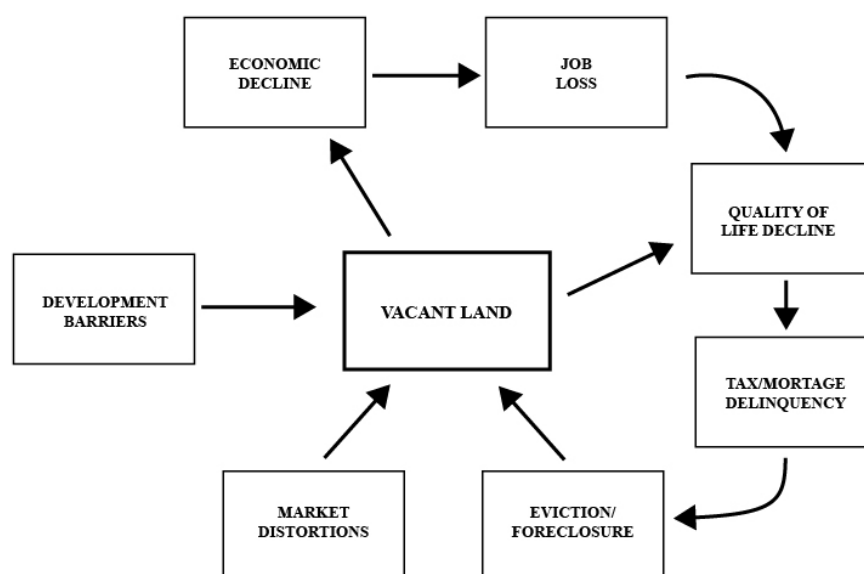 ECONOMIC
DECLINE
JOB
LOSS
QUALITY OF
LIFE DECLINE
DEVELOPMENT
BARRIERS
VACANT LAND
TAX/MORTAGE
DELINQUENCY
MARKET
DISTORTIONS
EVICTION/
FORECLOSURE